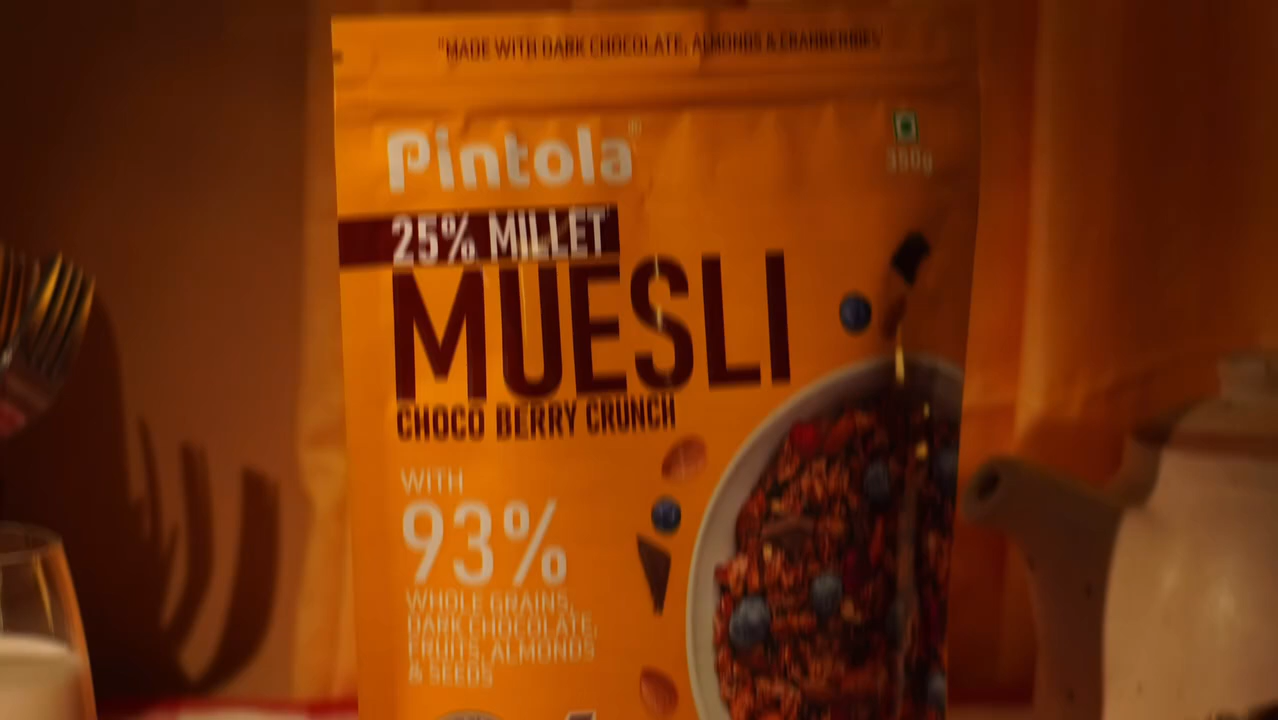 "MADE WITH DARK CHOCOLATE, ALMONDS & CRANBERRIES"
Pintola
350g
25% MILLET
MUESLI
CHOCO BERRY CRUNCH
WITH
93%
WHOLE GRAINS,
DARK CHOCOLATE,
FRUITS, ALMONDS
& SEEDS